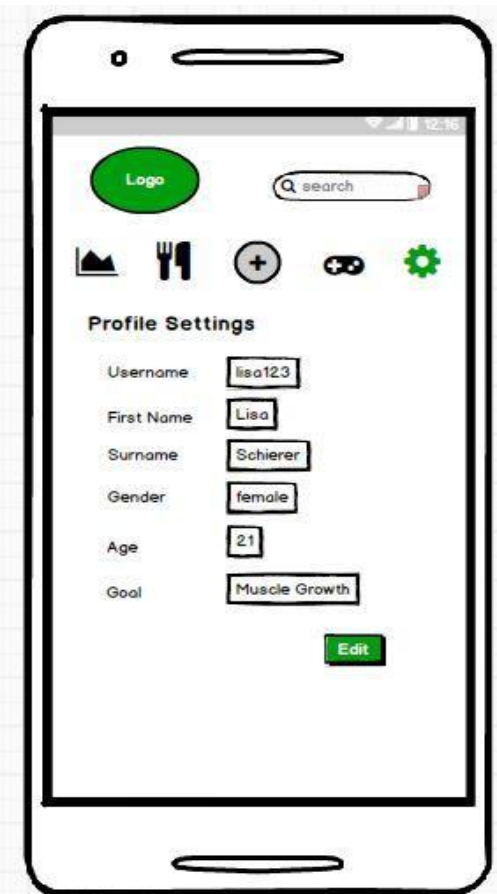 12:16
Logo
search
Profile Settings
Username lisa123
First Name Lisa
Surname Schierer
Gender female
Age 21
Goal Muscle Growth
Edit